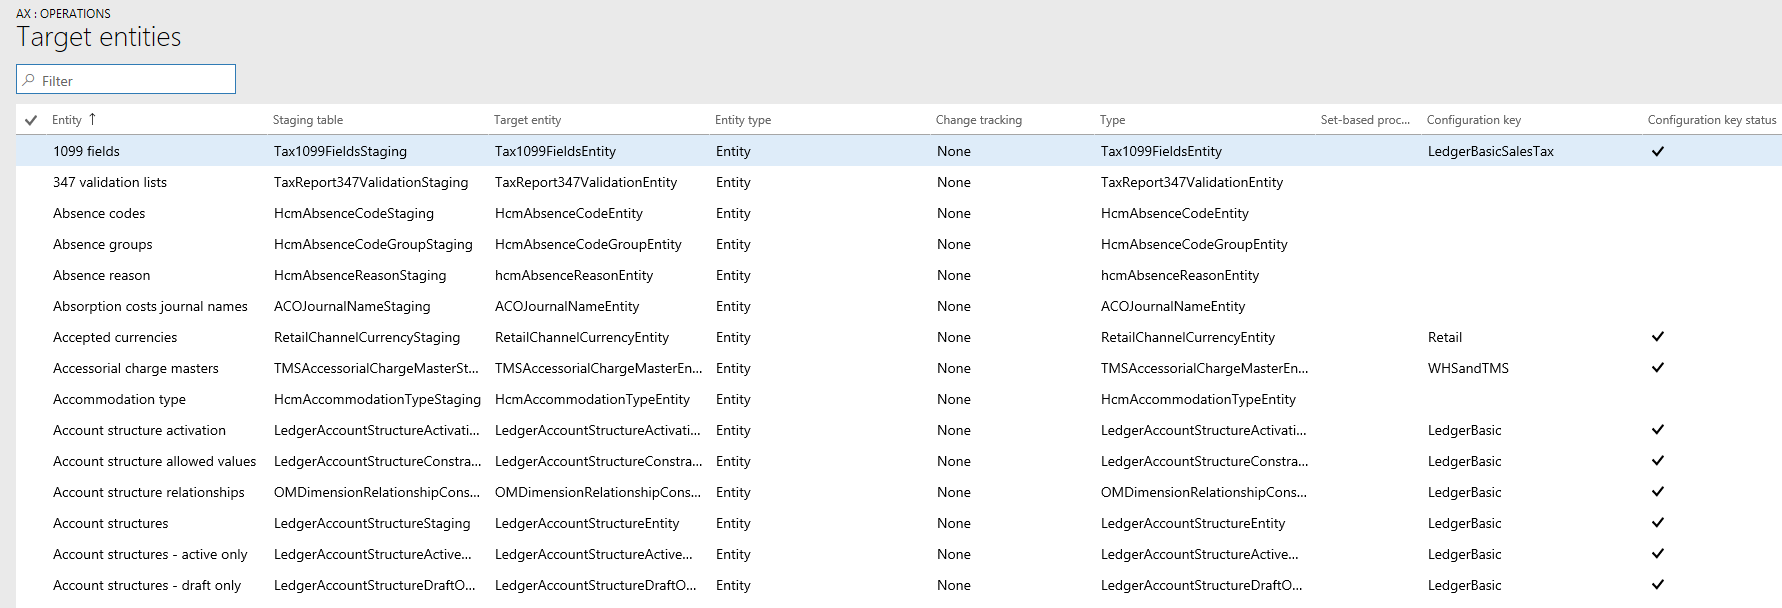 AX : OPERATIONS
Target entities
Filter
Entity Staging table Target entity Entity type Change tracking Type Set-based proc... Configuration key Configuration key status
1099 fields Tax1099FieldsStaging Tax1099FieldsEntity Entity None Tax1099FieldsEntity LedgerBasicSalesTax
347 validation lists TaxReport347ValidationStaging TaxReport347ValidationEntity Entity None TaxReport347ValidationEntity
Absence codes HcmAbsenceCodeStaging HcmAbsenceCodeEntity Entity None HcmAbsenceCodeEntity
Absence groups HcmAbsenceCodeGroupStaging HcmAbsenceCodeGroupEntity Entity None HcmAbsenceCodeGroupEntity
Absence reason HcmAbsenceReasonStaging hcmAbsenceReasonEntity Entity None hcmAbsenceReasonEntity
Absorption costs journal names ACOJournalNameStaging ACOJournalNameEntity Entity None ACOJournalNameEntity
Accepted currencies RetailChannelCurrencyStaging RetailChannelCurrencyEntity Entity None RetailChannelCurrencyEntity Retail
Accessorial charge masters TMSAccessorialChargeMasterSt... TMSAccessorialChargeMasterEn... Entity None TMSAccessorialChargeMasterEn... WHSandTMS
Accommodation type HcmAccommodationTypeStaging HcmAccommodationTypeEntity Entity None HcmAccommodationTypeEntity
Account structure activation LedgerAccountStructureActivati... LedgerAccountStructureActivati... Entity None LedgerAccountStructureActivati... LedgerBasic
Account structure allowed values LedgerAccountStructureConstra... LedgerAccountStructureConstra... Entity None LedgerAccountStructureConstra... LedgerBasic
Account structure relationships OMDimensionRelationshipCons... OMDimensionRelationshipCons... Entity None OMDimensionRelationshipCons... LedgerBasic
Account structures LedgerAccountStructureStaging LedgerAccountStructureEntity Entity None LedgerAccountStructureEntity LedgerBasic
Account structures - active only LedgerAccountStructureActive... LedgerAccountStructureActive... Entity None LedgerAccountStructureActive... LedgerBasic
Account structures - draft only LedgerAccountStructureDraftO... LedgerAccountStructureDraftO... Entity None LedgerAccountStructureDraftO... LedgerBasic